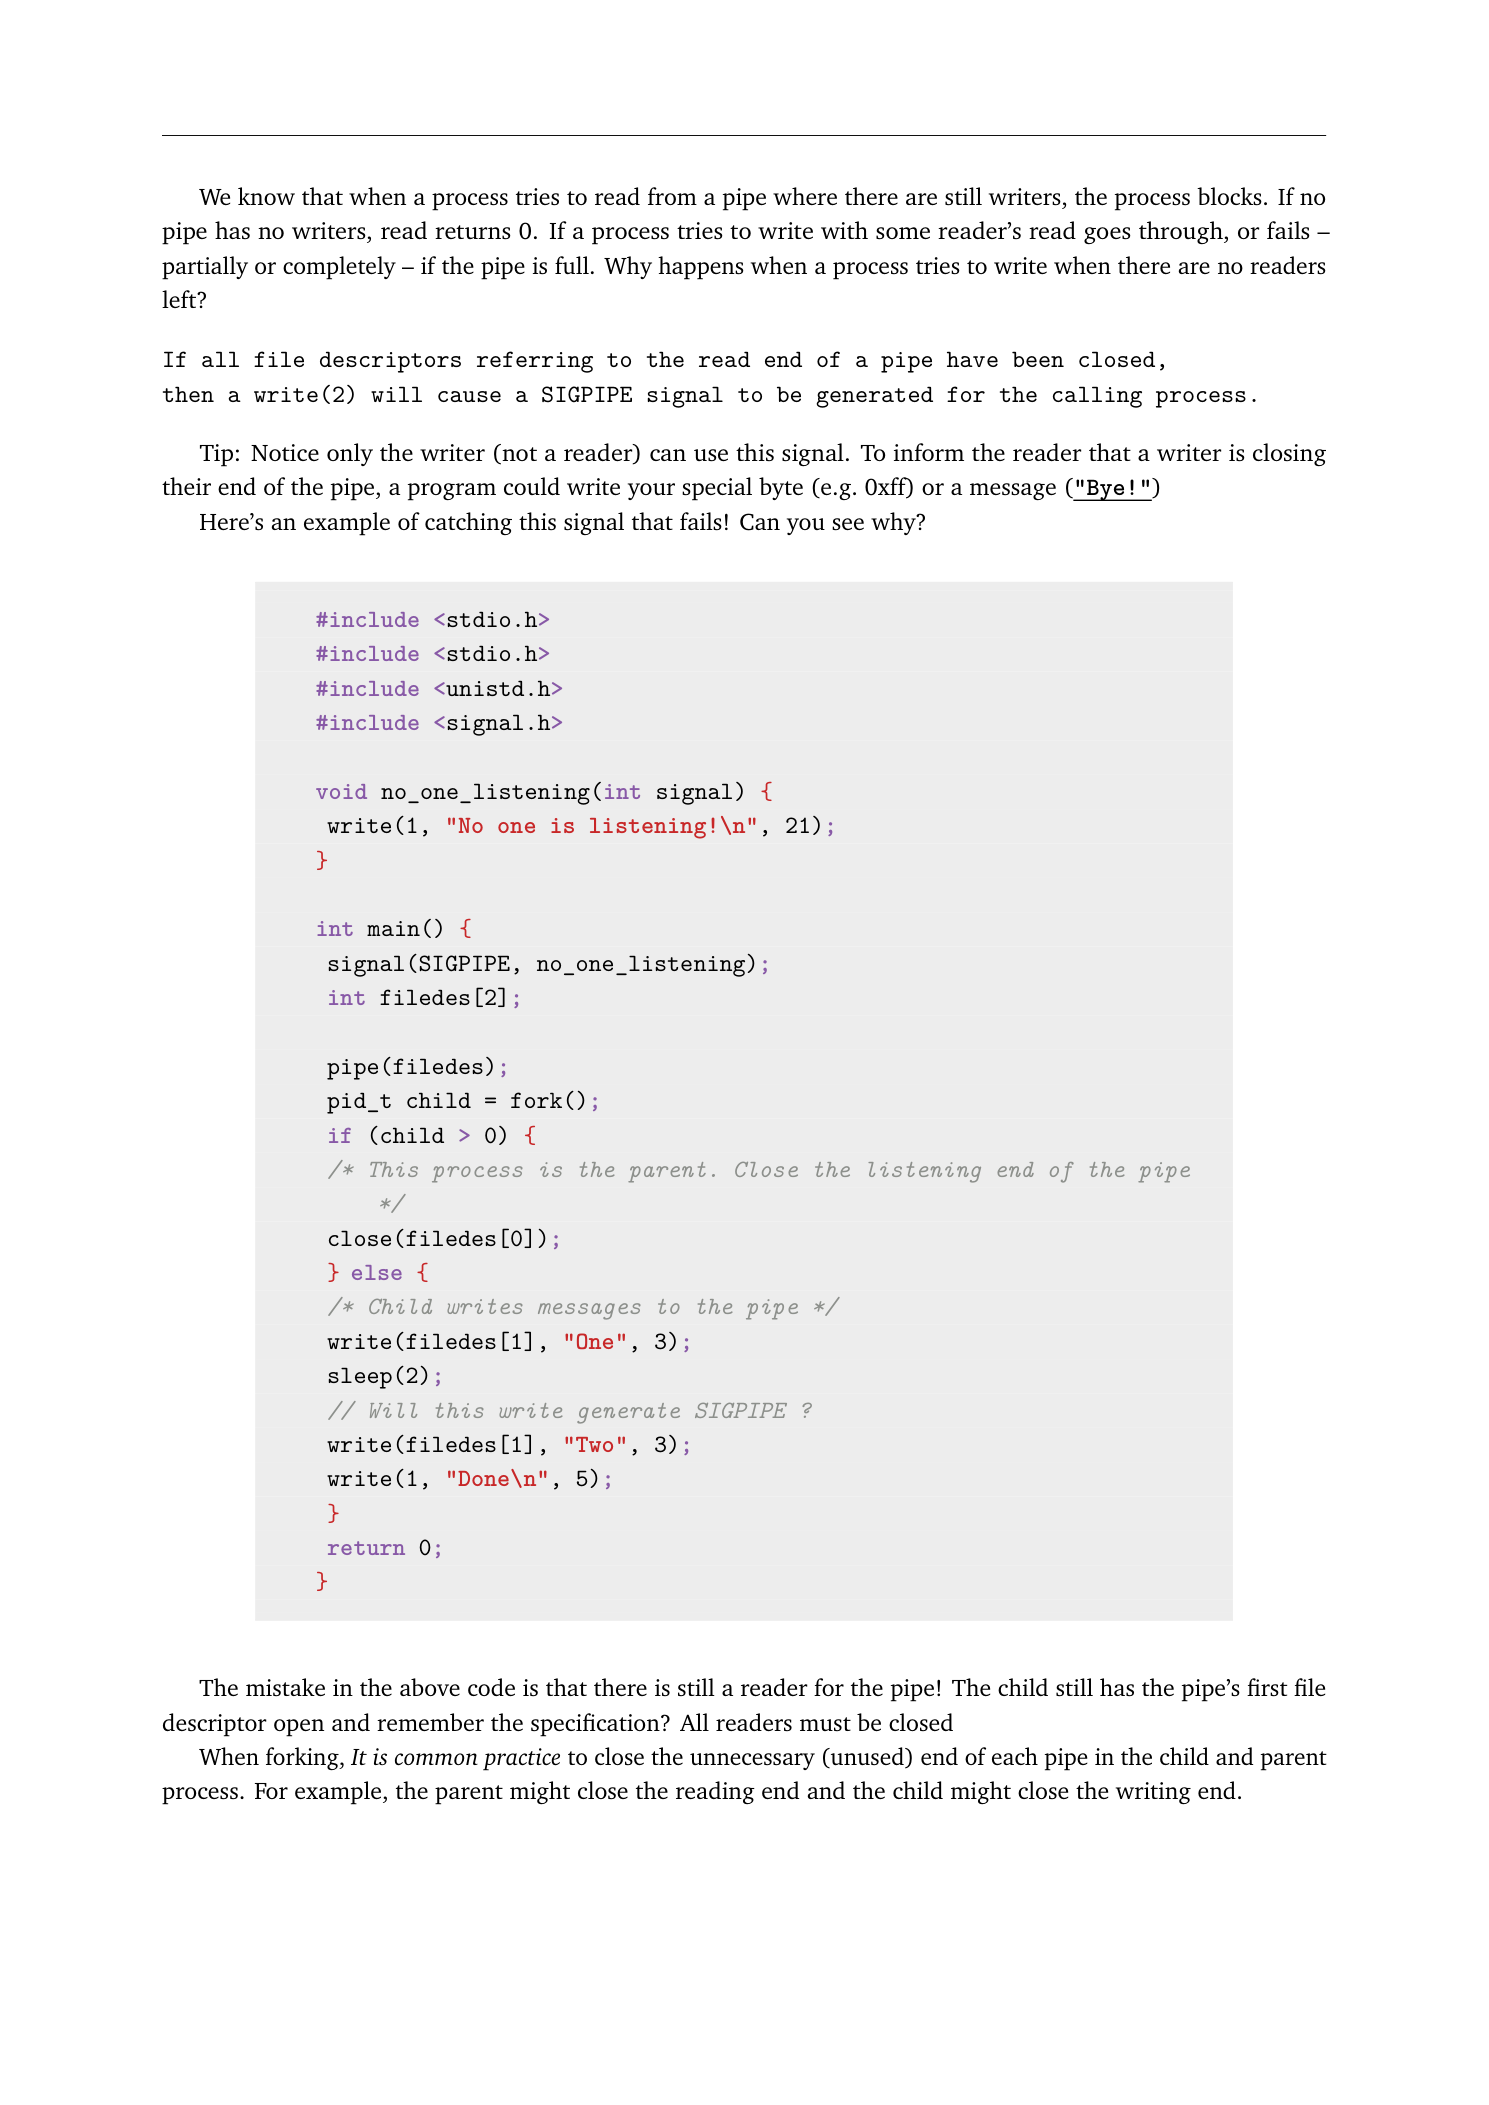 We know that when a process tries to read from a pipe where there are still writers, the process blocks. If no
pipe has no writers, read returns 0. If a process tries to write with some reader’s read goes through, or fails –
partially or completely – if the pipe is full. Why happens when a process tries to write when there are no readers
left?
If all file descriptors referring to the read end of a pipe have been closed,
then a write(2) will cause a SIGPIPE signal to be generated for the calling process.
Tip: Notice only the writer (not a reader) can use this signal. To inform the reader that a writer is closing
their end of the pipe, a program could write your special byte (e.g. 0xff) or a message ("Bye!")
Here’s an example of catching this signal that fails! Can you see why?
#include <stdio.h>
#include <stdio.h>
#include <unistd.h>
#include <signal.h>
void no_one_listening(int signal) {
write(1, "No one is listening!\n", 21);
}
int main() {
signal(SIGPIPE, no_one_listening);
int filedes[2];
pipe(filedes);
pid_t child = fork();
if (child > 0) {
/* This process is the parent. Close the listening end of the pipe
*/
close(filedes[0]);
} else {
/* Child writes messages to the pipe */
write(filedes[1], "One", 3);
sleep(2);
// Will this write generate SIGPIPE ?
write(filedes[1], "Two", 3);
write(1, "Done\n", 5);
}
return 0;
}
The mistake in the above code is that there is still a reader for the pipe! The child still has the pipe’s first file
descriptor open and remember the specification? All readers must be closed
When forking, It is common practice to close the unnecessary (unused) end of each pipe in the child and parent
process. For example, the parent might close the reading end and the child might close the writing end.